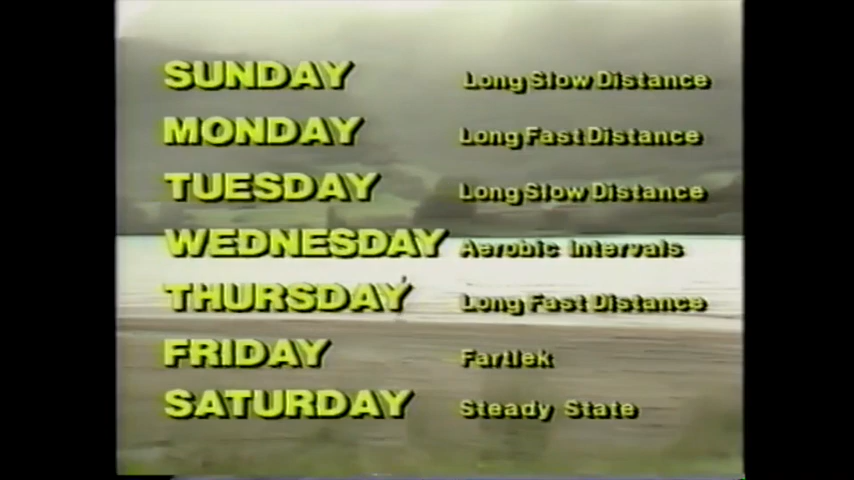 SUNDAY Long Slow Distance
MONDAY Long Fast Distance
TUESDAY Long Slow Distance
WEDNESDAY Aerobic Intervals
THURSDAY Long Fast Distance
FRIDAY Fartlek
SATURDAY Steady State